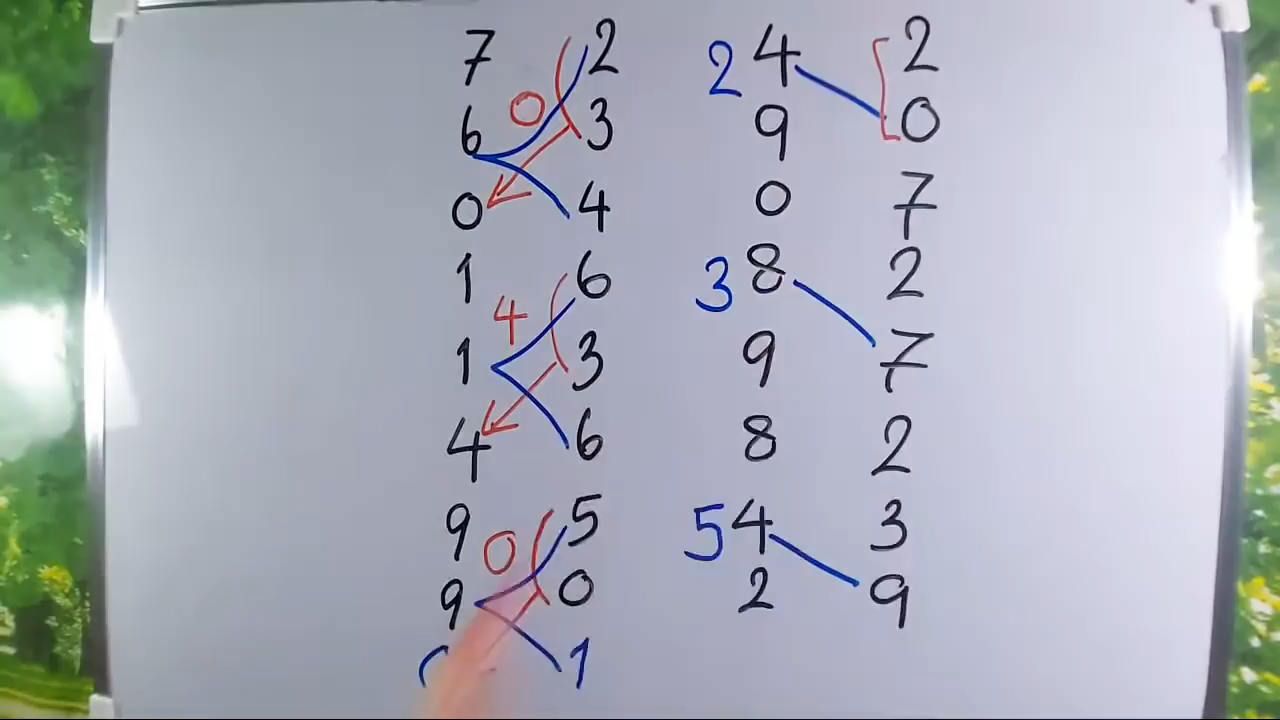 7 2 2 4 2
6 0 3 9 0
0 4 0 7
1 6 3 8 2
1 4 3 9 7
4 6 8 2
9 5 5 4 3
9 0 0 2 9
1